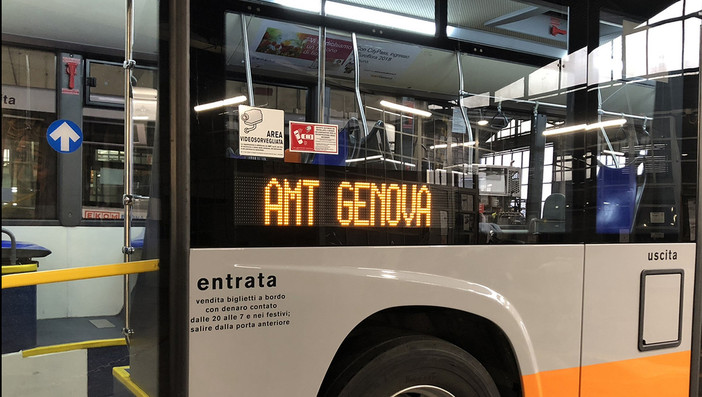 AREA
VIDEOSORVEGLIATA
AMT GENOVA
entrata
vendita biglietti a bordo
con denaro contato
dalle 20 alle 7 e nei festivi;
salire dalla porta anteriore
uscita